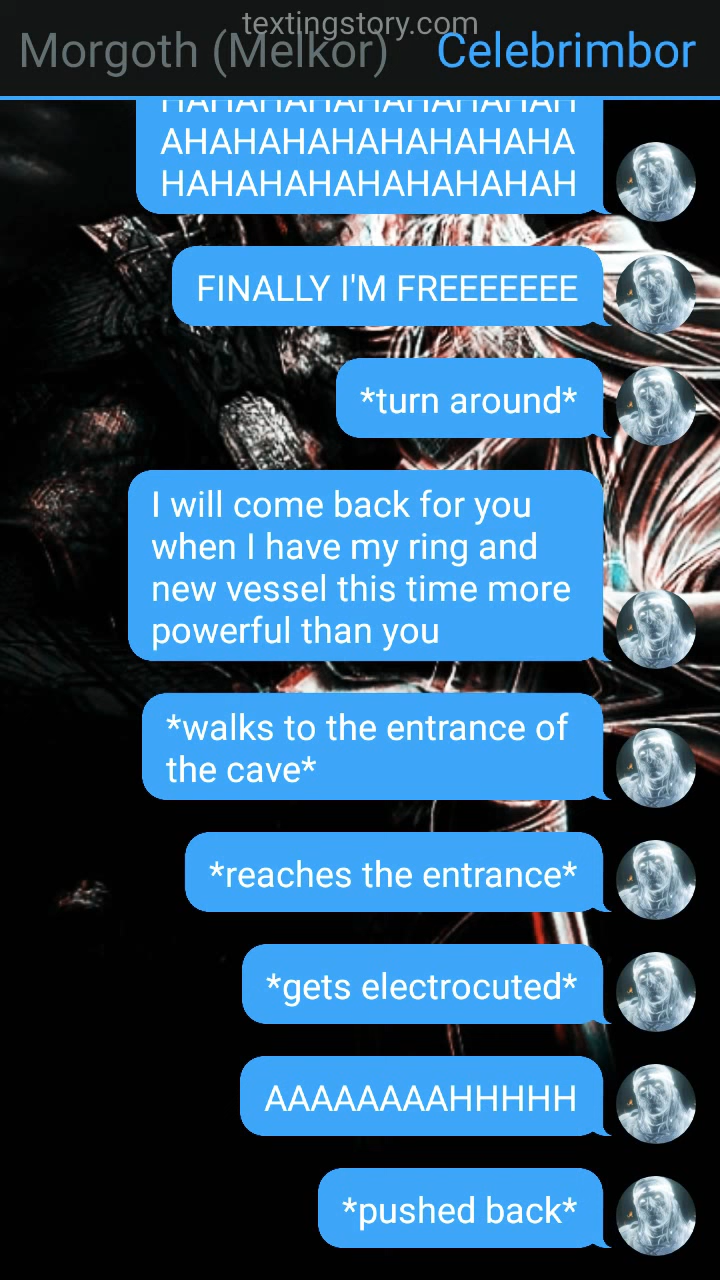 textingstory.com
Morgoth (Melkor) Celebrimbor
HAHAHAHAHAHAHAHAH
AHAHAHAHAHAHAHAHA
HAHAHAHAHAHAHAHAH
FINALLY I'M FREEEEEEE
*turn around*
I will come back for you
when I have my ring and
new vessel this time more
powerful than you
*walks to the entrance of
the cave*
*reaches the entrance*
*gets electrocuted*
AAAAAAAAHHHHH
*pushed back*